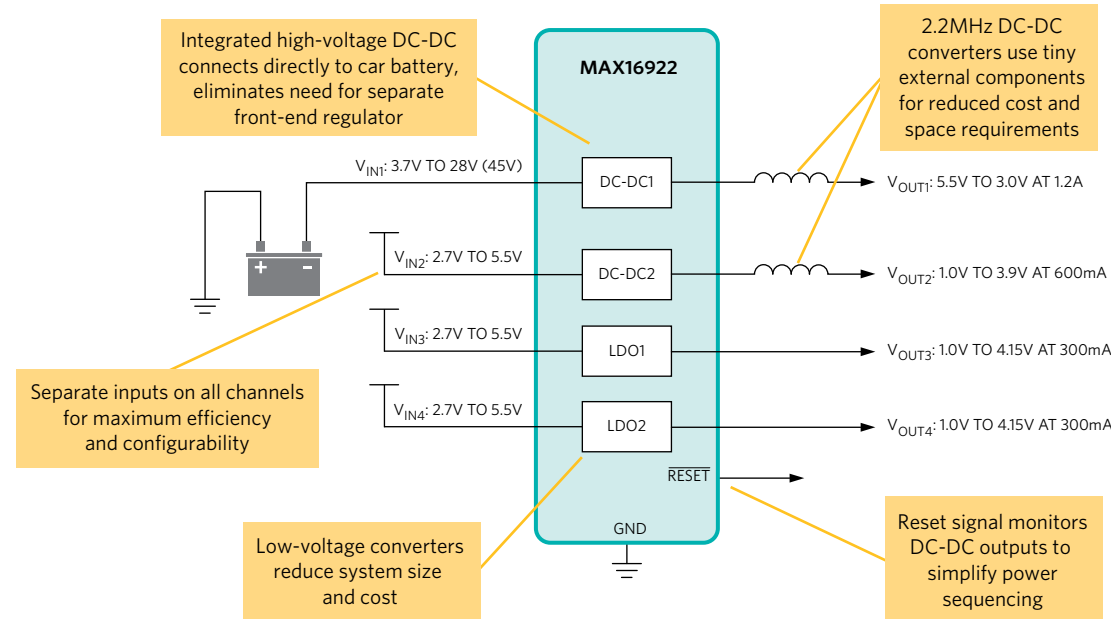 Integrated high-voltage DC-DC
connects directly to car battery,
eliminates need for separate
front-end regulator
MAX16922
2.2MHz DC-DC
converters use tiny
external components
for reduced cost and
space requirements
VIN1: 3.7V TO 28V (45V)
DC-DC1
VOUT1: 5.5V TO 3.0V AT 1.2A
+ -
VIN2: 2.7V TO 5.5V
DC-DC2
VOUT2: 1.0V TO 3.9V AT 600mA
VIN3: 2.7V TO 5.5V
LDO1
VOUT3: 1.0V TO 4.15V AT 300mA
Separate inputs on all channels
for maximum efficiency
and configurability
VIN4: 2.7V TO 5.5V
LDO2
VOUT4: 1.0V TO 4.15V AT 300mA
RESET
GND
Low-voltage converters
reduce system size
and cost
Reset signal monitors
DC-DC outputs to
simplify power
sequencing